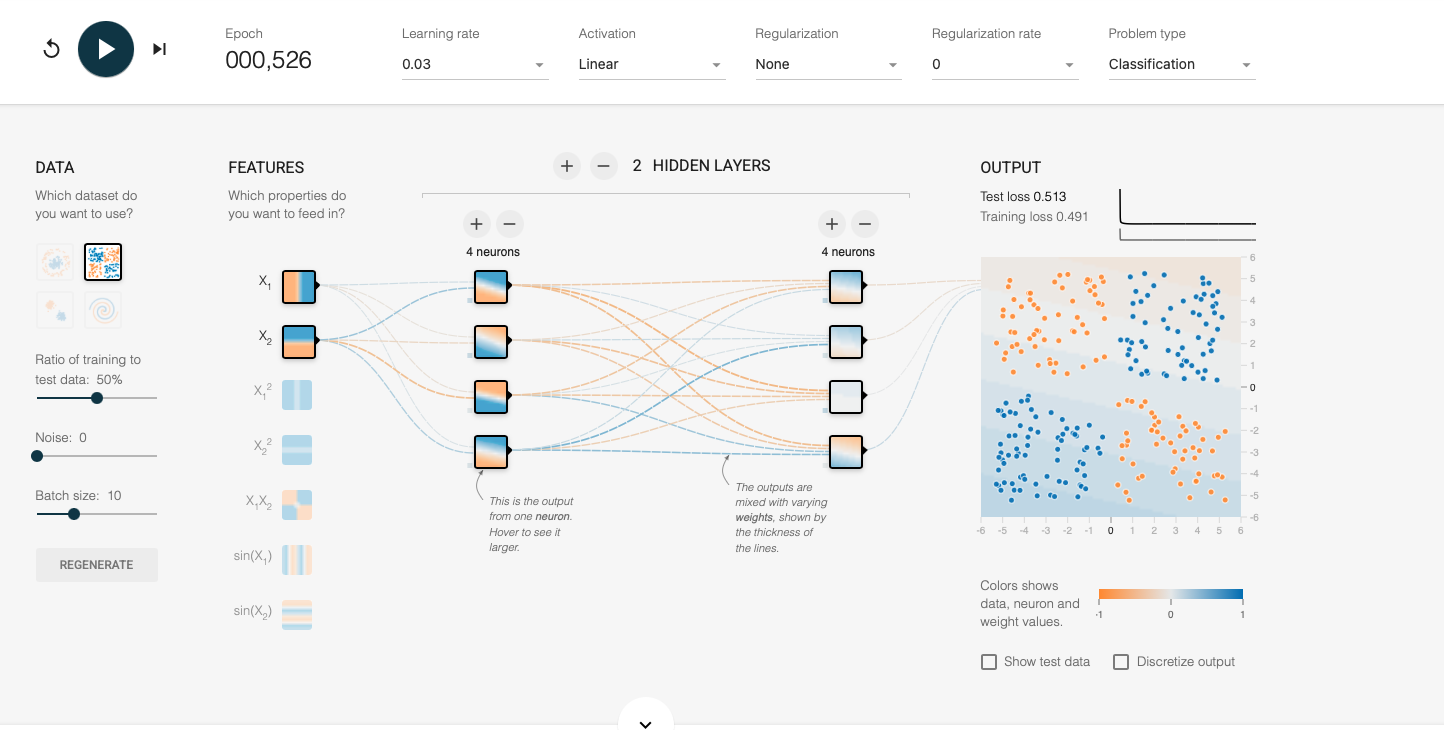 Epoch
000,526
Learning rate
0.03
Activation
Linear
Regularization
None
Regularization rate
0
Problem type
Classification
DATA
Which dataset do
you want to use?
Ratio of training to
test data: 50%
Noise: 0
Batch size: 10
REGENERATE
FEATURES
Which properties do
you want to feed in?
X1
X2
X1²
X2²
X1X2
sin(X1)
sin(X2)
2 HIDDEN LAYERS
4 neurons
4 neurons
This is the output
from one neuron.
Hover to see it
larger.
The outputs are
mixed with varying
weights, shown by
the thickness of
the lines.
OUTPUT
Test loss 0.513
Training loss 0.491
6
5
4
3
2
1
0
-1
-2
-3
-4
-5
-6
-6 -5 -4 -3 -2 -1 0 1 2 3 4 5 6
Colors shows
data, neuron and
weight values.
-1 0 1
Show test data
Discretize output